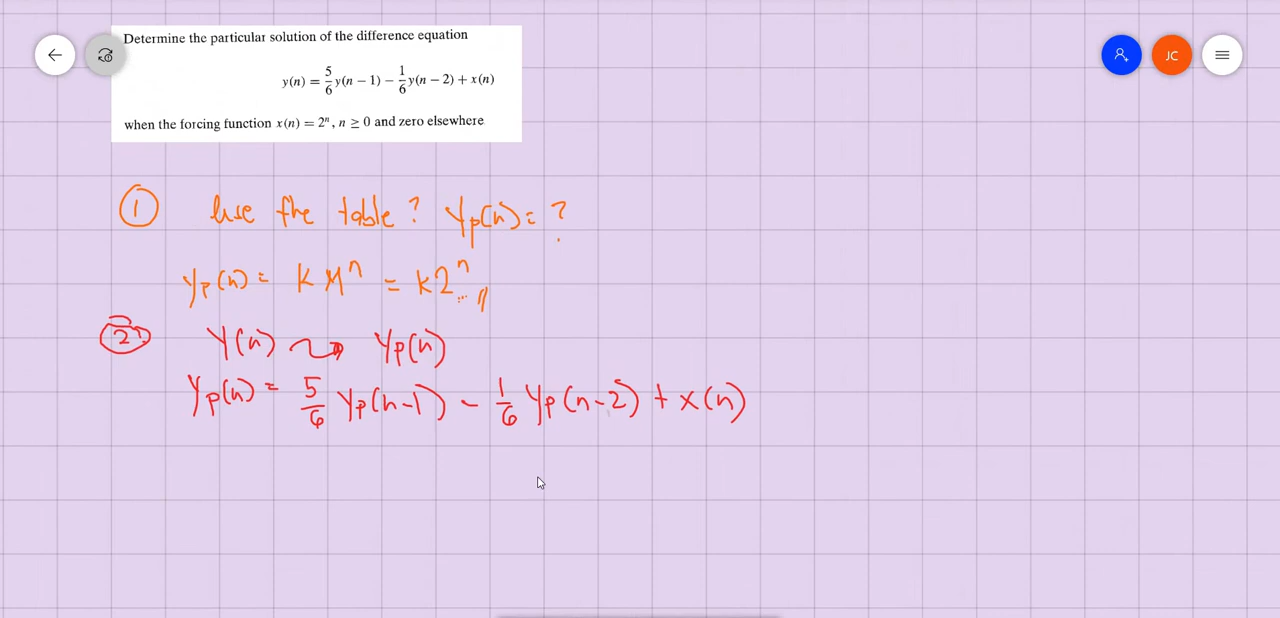 Determine the particular solution of the difference equation
y(n) = 5/6 y(n − 1) − 1/6 y(n − 2) + x(n)
when the forcing function x(n) = 2ⁿ, n ≥ 0 and zero elsewhere
JC
① Use the table? yp(n) = ?
yp(n) = K Mⁿ = K2ⁿ
② y(n) ⇝ yp(n)
yp(n) = 5/6 yp(n-1) - 1/6 yp(n-2) + x(n)